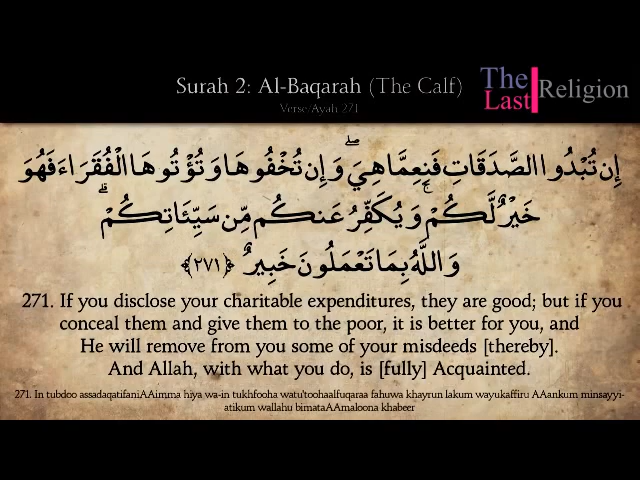 Surah 2: Al-Baqarah (The Calf)
Verse/Ayah 271
The
Last
Religion
إِن تُبْدُوا الصَّدَقَاتِ فَنِعِمَّا هِيَ ۖ وَإِن تُخْفُوهَا وَتُؤْتُوهَا الْفُقَرَاءَ فَهُوَ
خَيْرٌ لَّكُمْ ۚ وَيُكَفِّرُ عَنكُم مِّن سَيِّئَاتِكُمْ ۗ
وَاللَّهُ بِمَا تَعْمَلُونَ خَبِيرٌ ﴿٢٧١﴾
271. If you disclose your charitable expenditures, they are good; but if you
conceal them and give them to the poor, it is better for you, and
He will remove from you some of your misdeeds [thereby].
And Allah, with what you do, is [fully] Acquainted.
271. In tubdoo assadaqatifaniAAimma hiya wa-in tukhfooha watu'toohaalfuqaraa fahuwa khayrun lakum wayukaffiru AAankum minsayyi-
atikum wallahu bimataAAmaloona khabeer